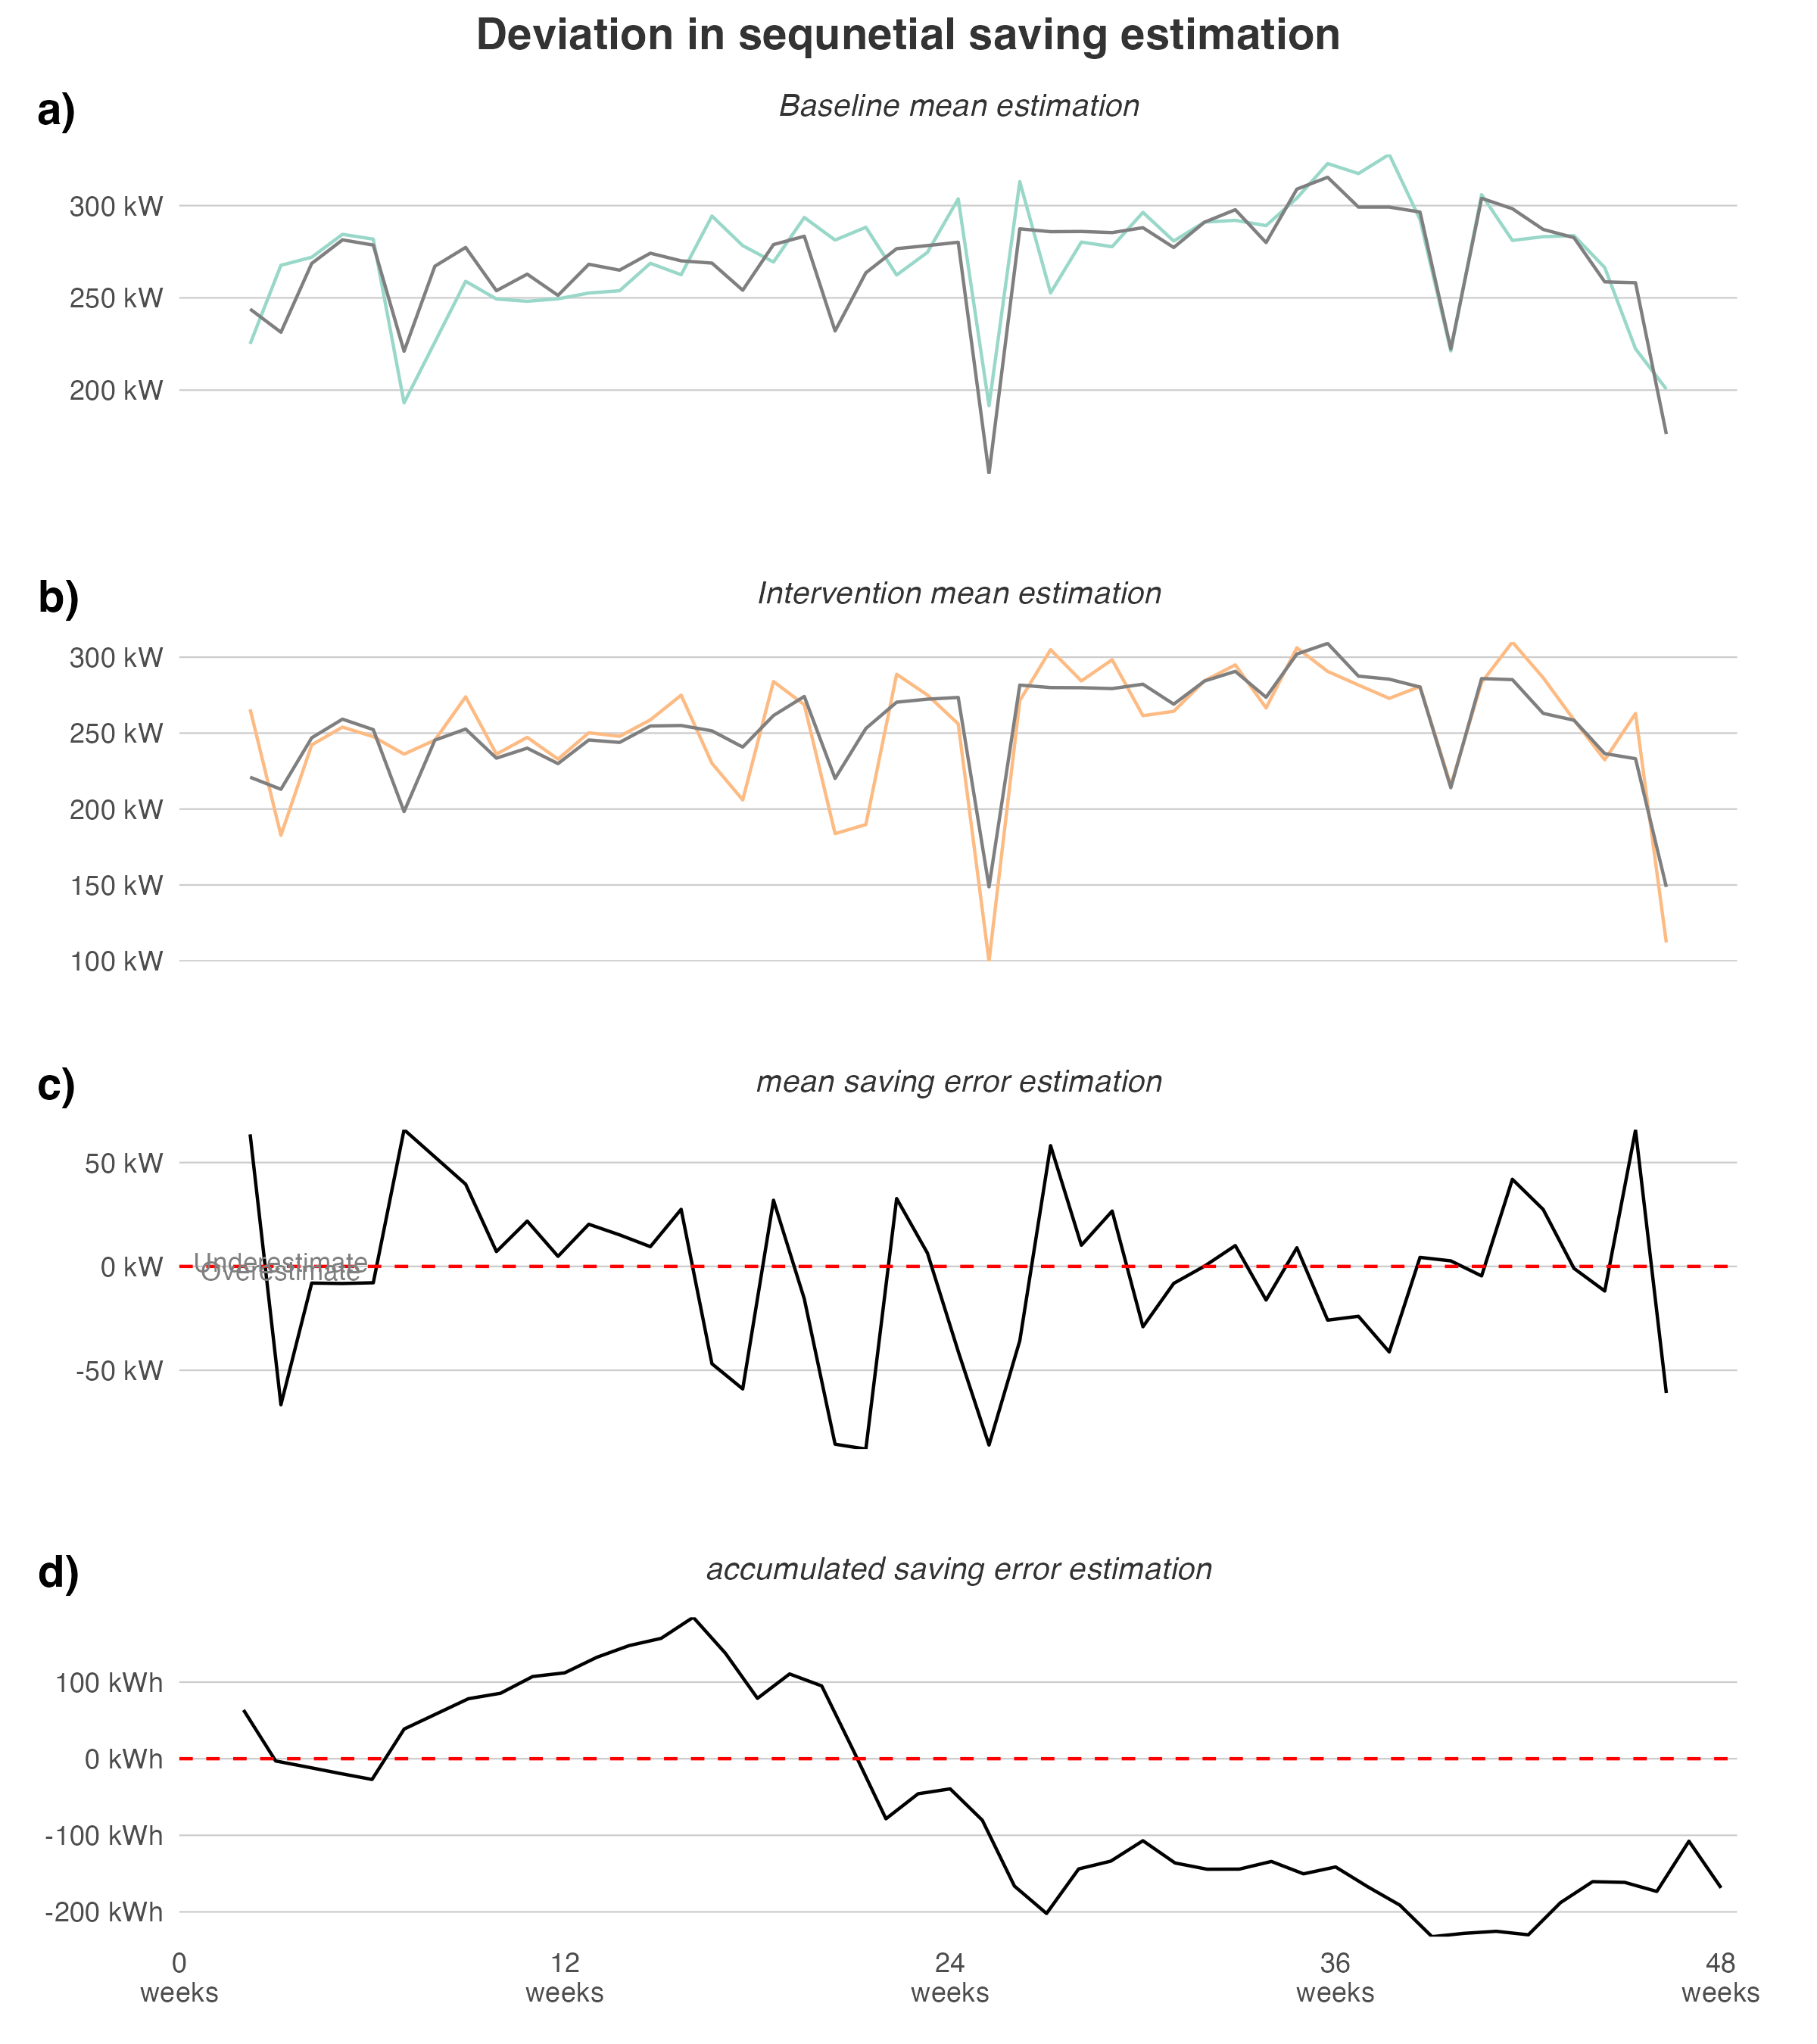 Deviation in sequnetial saving estimation
a)
Baseline mean estimation
300 kW
250 kW
200 kW
b)
Intervention mean estimation
300 kW
250 kW
200 kW
150 kW
100 kW
c)
mean saving error estimation
50 kW
Underestimate
0 kW
Overestimate
-50 kW
d)
accumulated saving error estimation
100 kWh
0 kWh
-100 kWh
-200 kWh
0 12 24 36 48
weeks weeks weeks weeks weeks